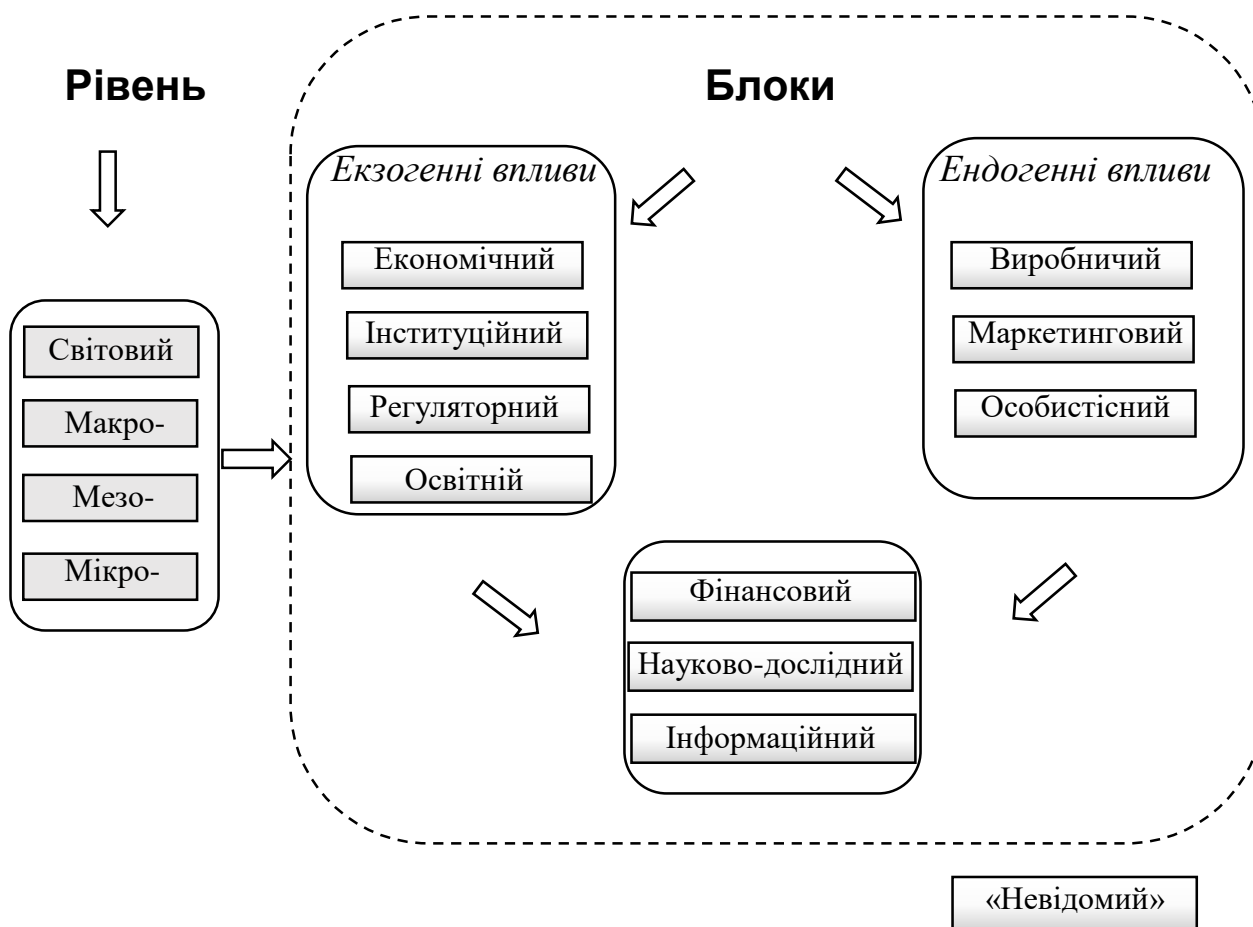 Рівень
Блоки
Екзогенні впливи
Ендогенні впливи
Економічний
Виробничий
Інституційний
Маркетинговий
Світовий
Регуляторний
Особистісний
Макро-
Освітній
Мезо-
Мікро-
Фінансовий
Науково-дослідний
Інформаційний
«Невідомий»